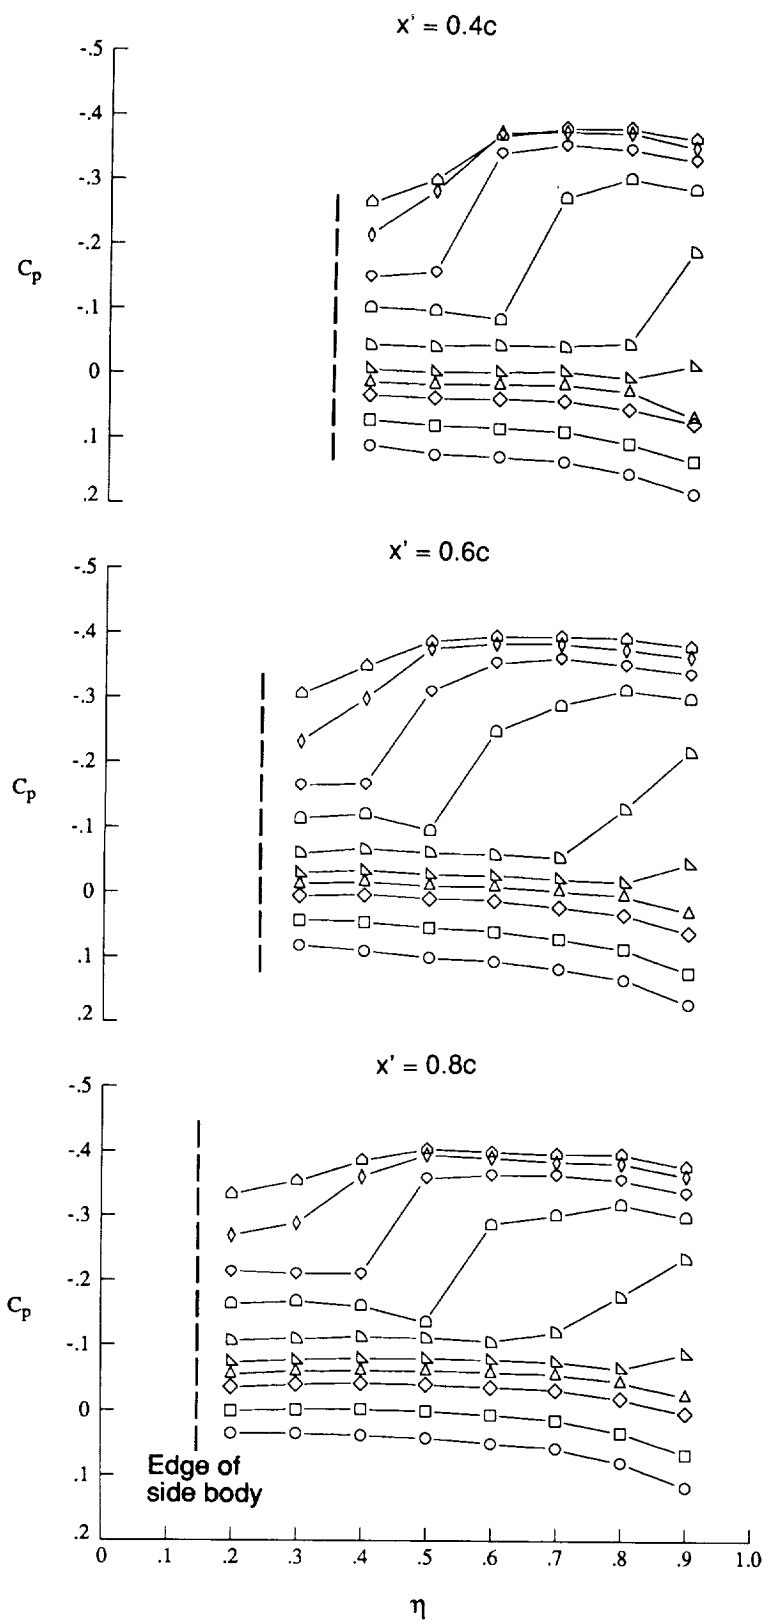 x' = 0.4c
-.5
-.4
-.3
-.2
Cp
-.1
0
.1
.2
x' = 0.6c
-.5
-.4
-.3
-.2
Cp
-.1
0
.1
.2
x' = 0.8c
-.5
-.4
-.3
-.2
Cp
-.1
0
.1
.2
Edge of
side body
0 .1 .2 .3 .4 .5 .6 .7 .8 .9 1.0
η